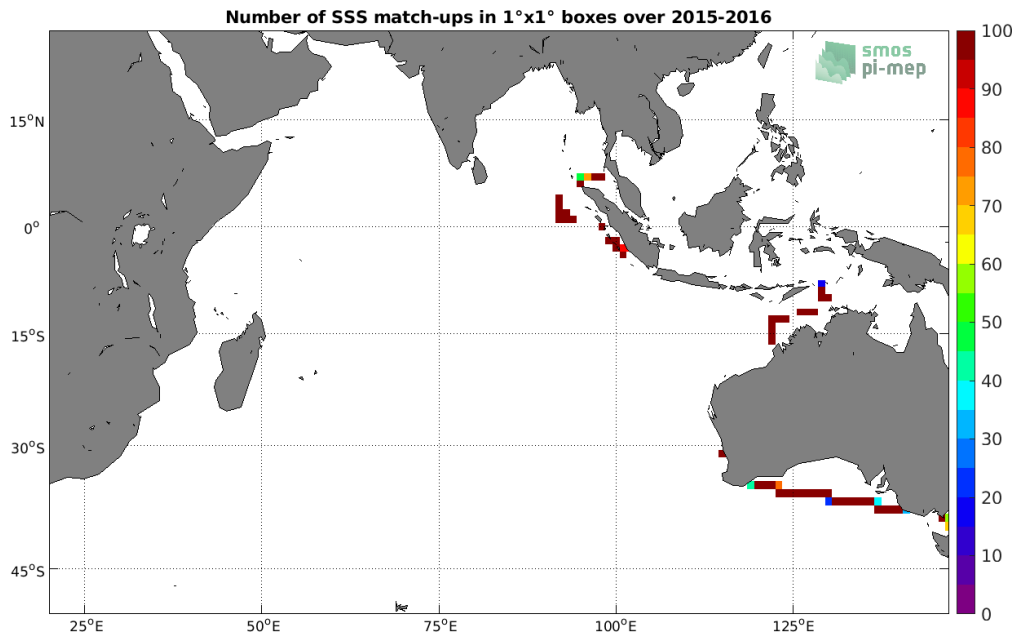 Number of SSS match-ups in 1°x1° boxes over 2015-2016
smos
pi-mep
15°N
0°
15°S
30°S
45°S
25°E
50°E
75°E
100°E
125°E
100
90
80
70
60
50
40
30
20
10
0